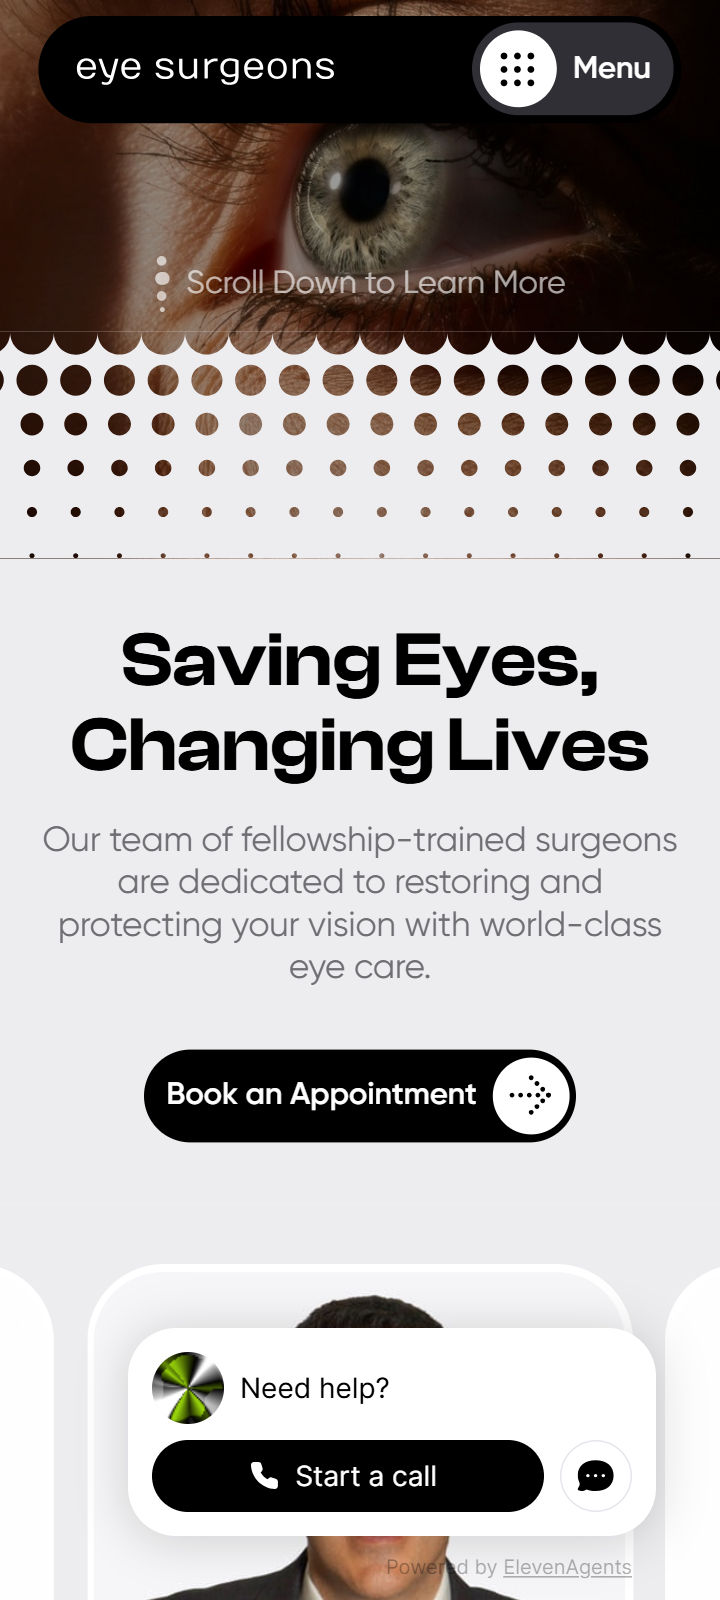 eye surgeons
Menu
Scroll Down to Learn More
Saving Eyes,
Changing Lives
Our team of fellowship-trained surgeons
are dedicated to restoring and
protecting your vision with world-class
eye care.
Book an Appointment
Need help?
Start a call
Powered by ElevenAgents